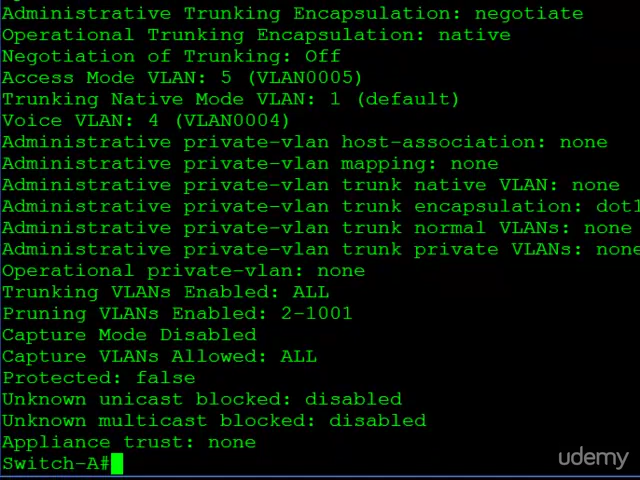 Administrative Trunking Encapsulation: negotiate
Operational Trunking Encapsulation: native
Negotiation of Trunking: Off
Access Mode VLAN: 5 (VLAN0005)
Trunking Native Mode VLAN: 1 (default)
Voice VLAN: 4 (VLAN0004)
Administrative private-vlan host-association: none
Administrative private-vlan mapping: none
Administrative private-vlan trunk native VLAN: none
Administrative private-vlan trunk encapsulation: dot1
Administrative private-vlan trunk normal VLANs: none
Administrative private-vlan trunk private VLANs: none
Operational private-vlan: none
Trunking VLANs Enabled: ALL
Pruning VLANs Enabled: 2-1001
Capture Mode Disabled
Capture VLANs Allowed: ALL
Protected: false
Unknown unicast blocked: disabled
Unknown multicast blocked: disabled
Appliance trust: none
Switch-A#
udemy